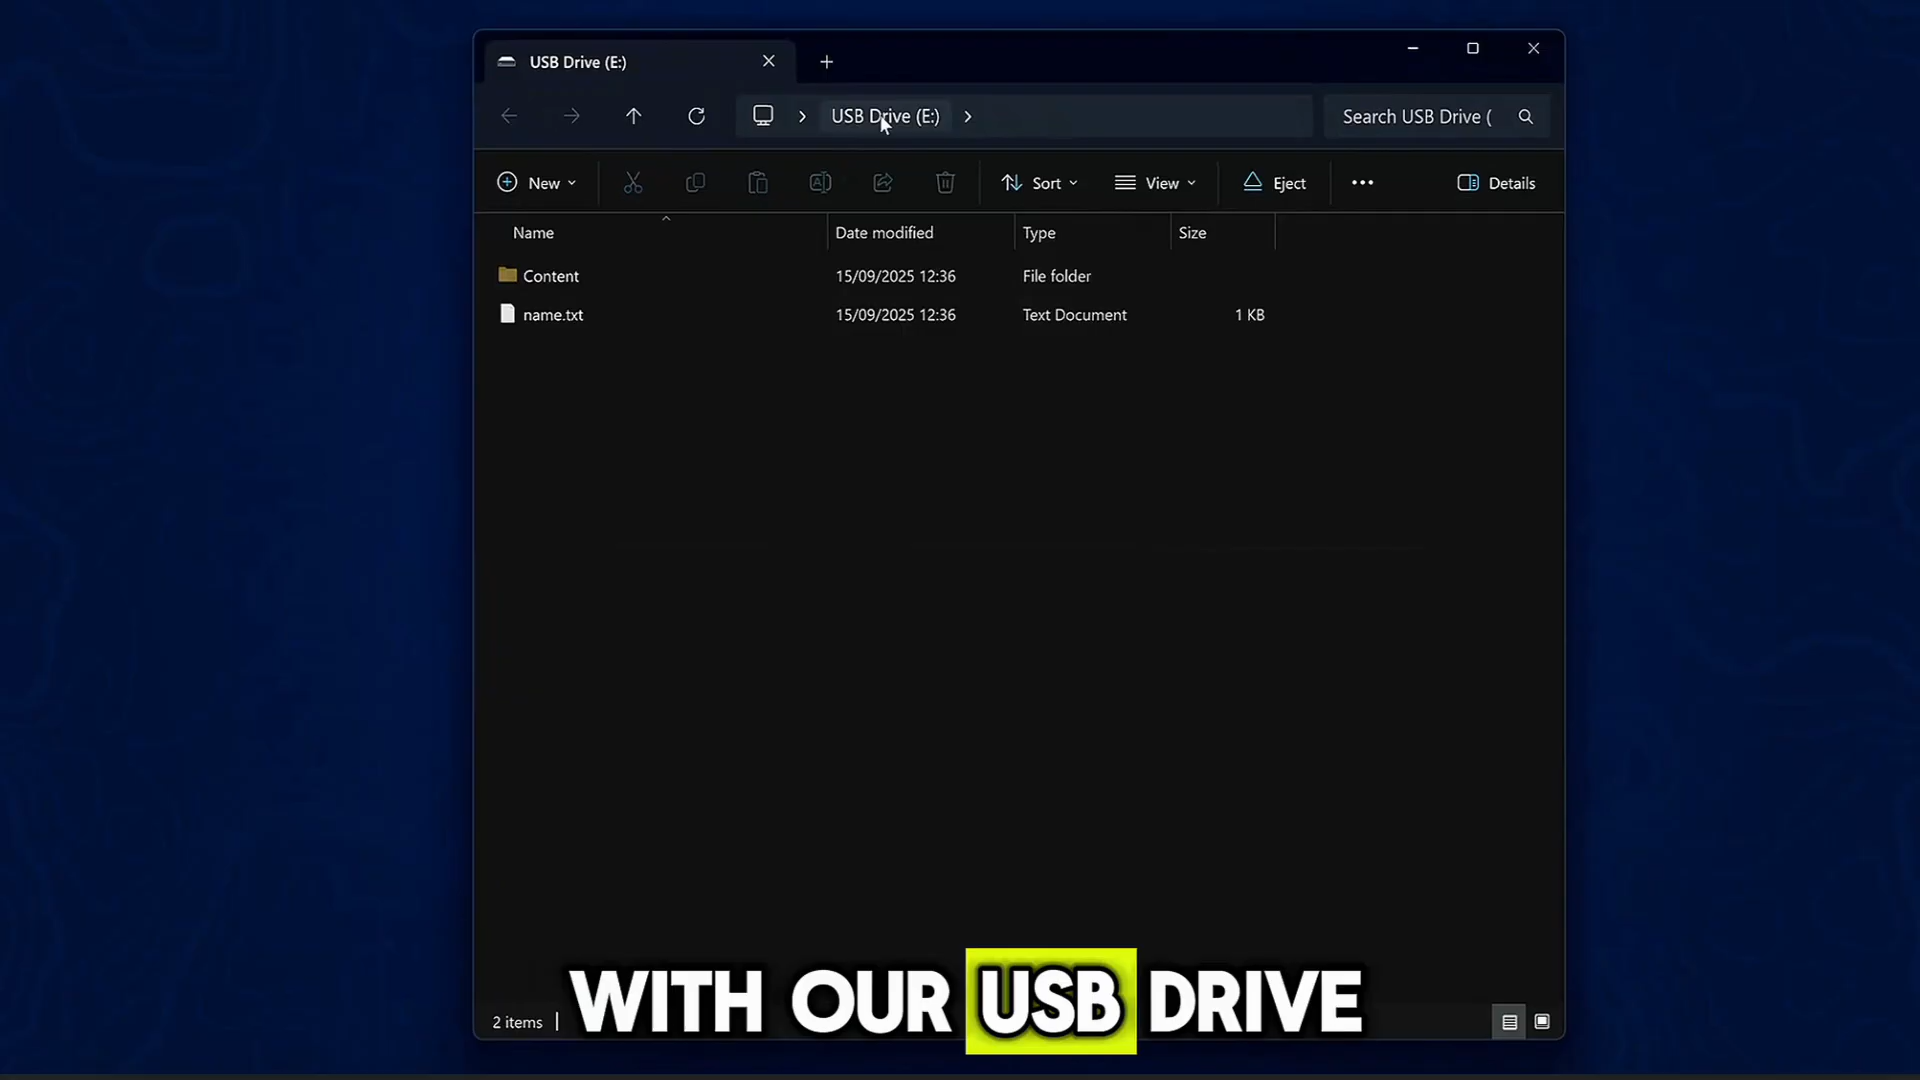 USB Drive (E:)
USB Drive (E:)
Search USB Drive (
New
Sort
View
Eject
Details
Name Date modified Type Size
Content 15/09/2025 12:36 File folder
name.txt 15/09/2025 12:36 Text Document 1 KB
WITH OUR USB DRIVE
2 items